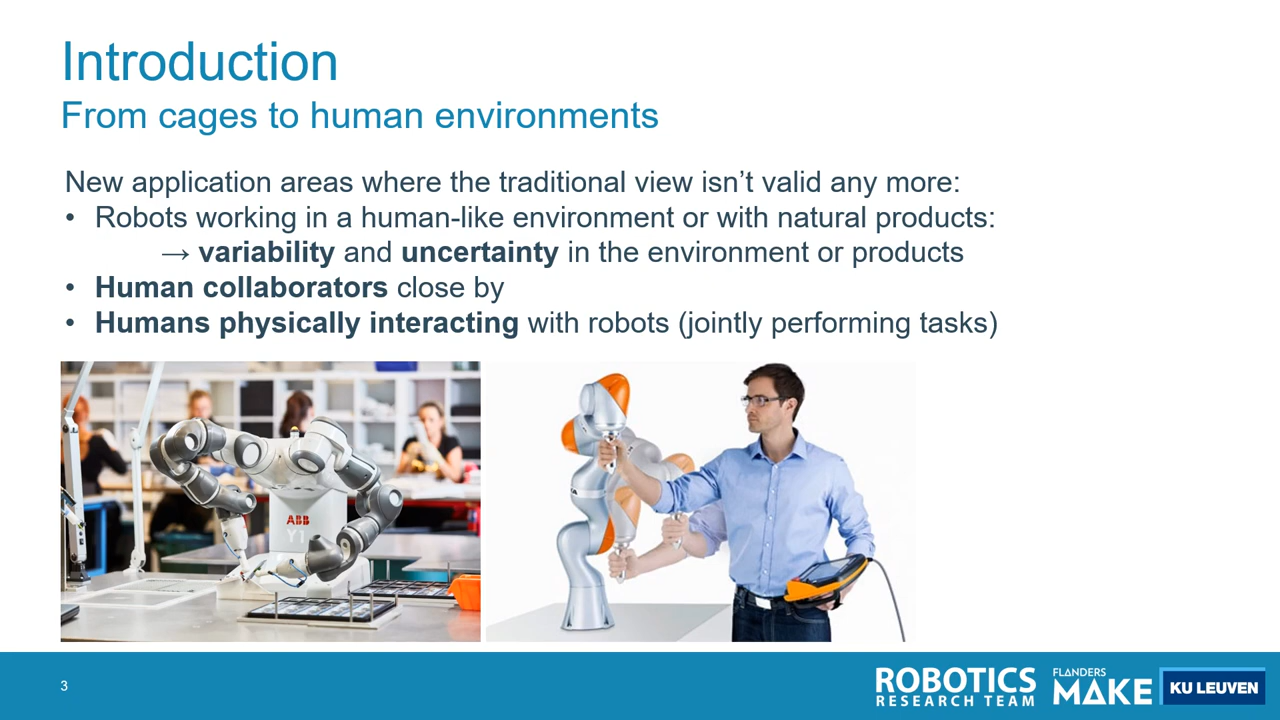 Introduction
From cages to human environments
New application areas where the traditional view isn’t valid any more:
• Robots working in a human-like environment or with natural products:
→ variability and uncertainty in the environment or products
• Human collaborators close by
• Humans physically interacting with robots (jointly performing tasks)
ABB
3
ROBOTICS
RESEARCH TEAM
FLANDERS
MAKE
KU LEUVEN